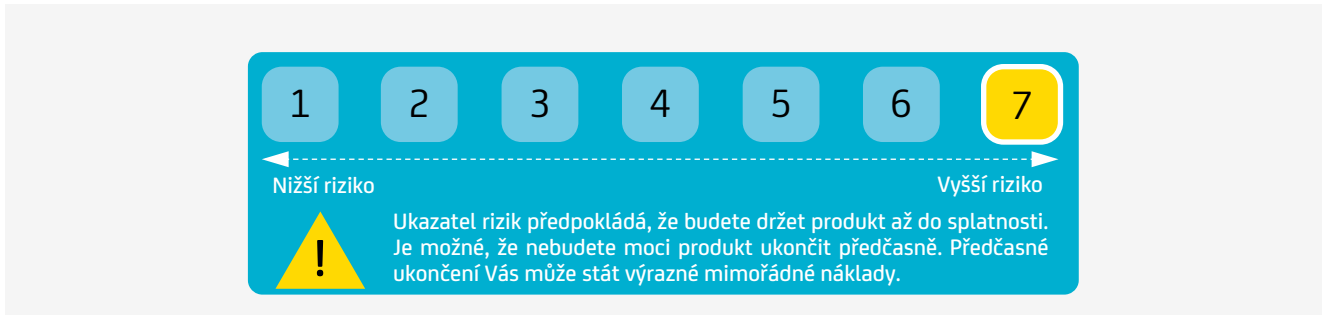 1 2 3 4 5 6 7
Nižší riziko Vyšší riziko
! Ukazatel rizik předpokládá, že budete držet produkt až do splatnosti.
Je možné, že nebudete moci produkt ukončit předčasně. Předčasné
ukončení Vás může stát výrazné mimořádné náklady.